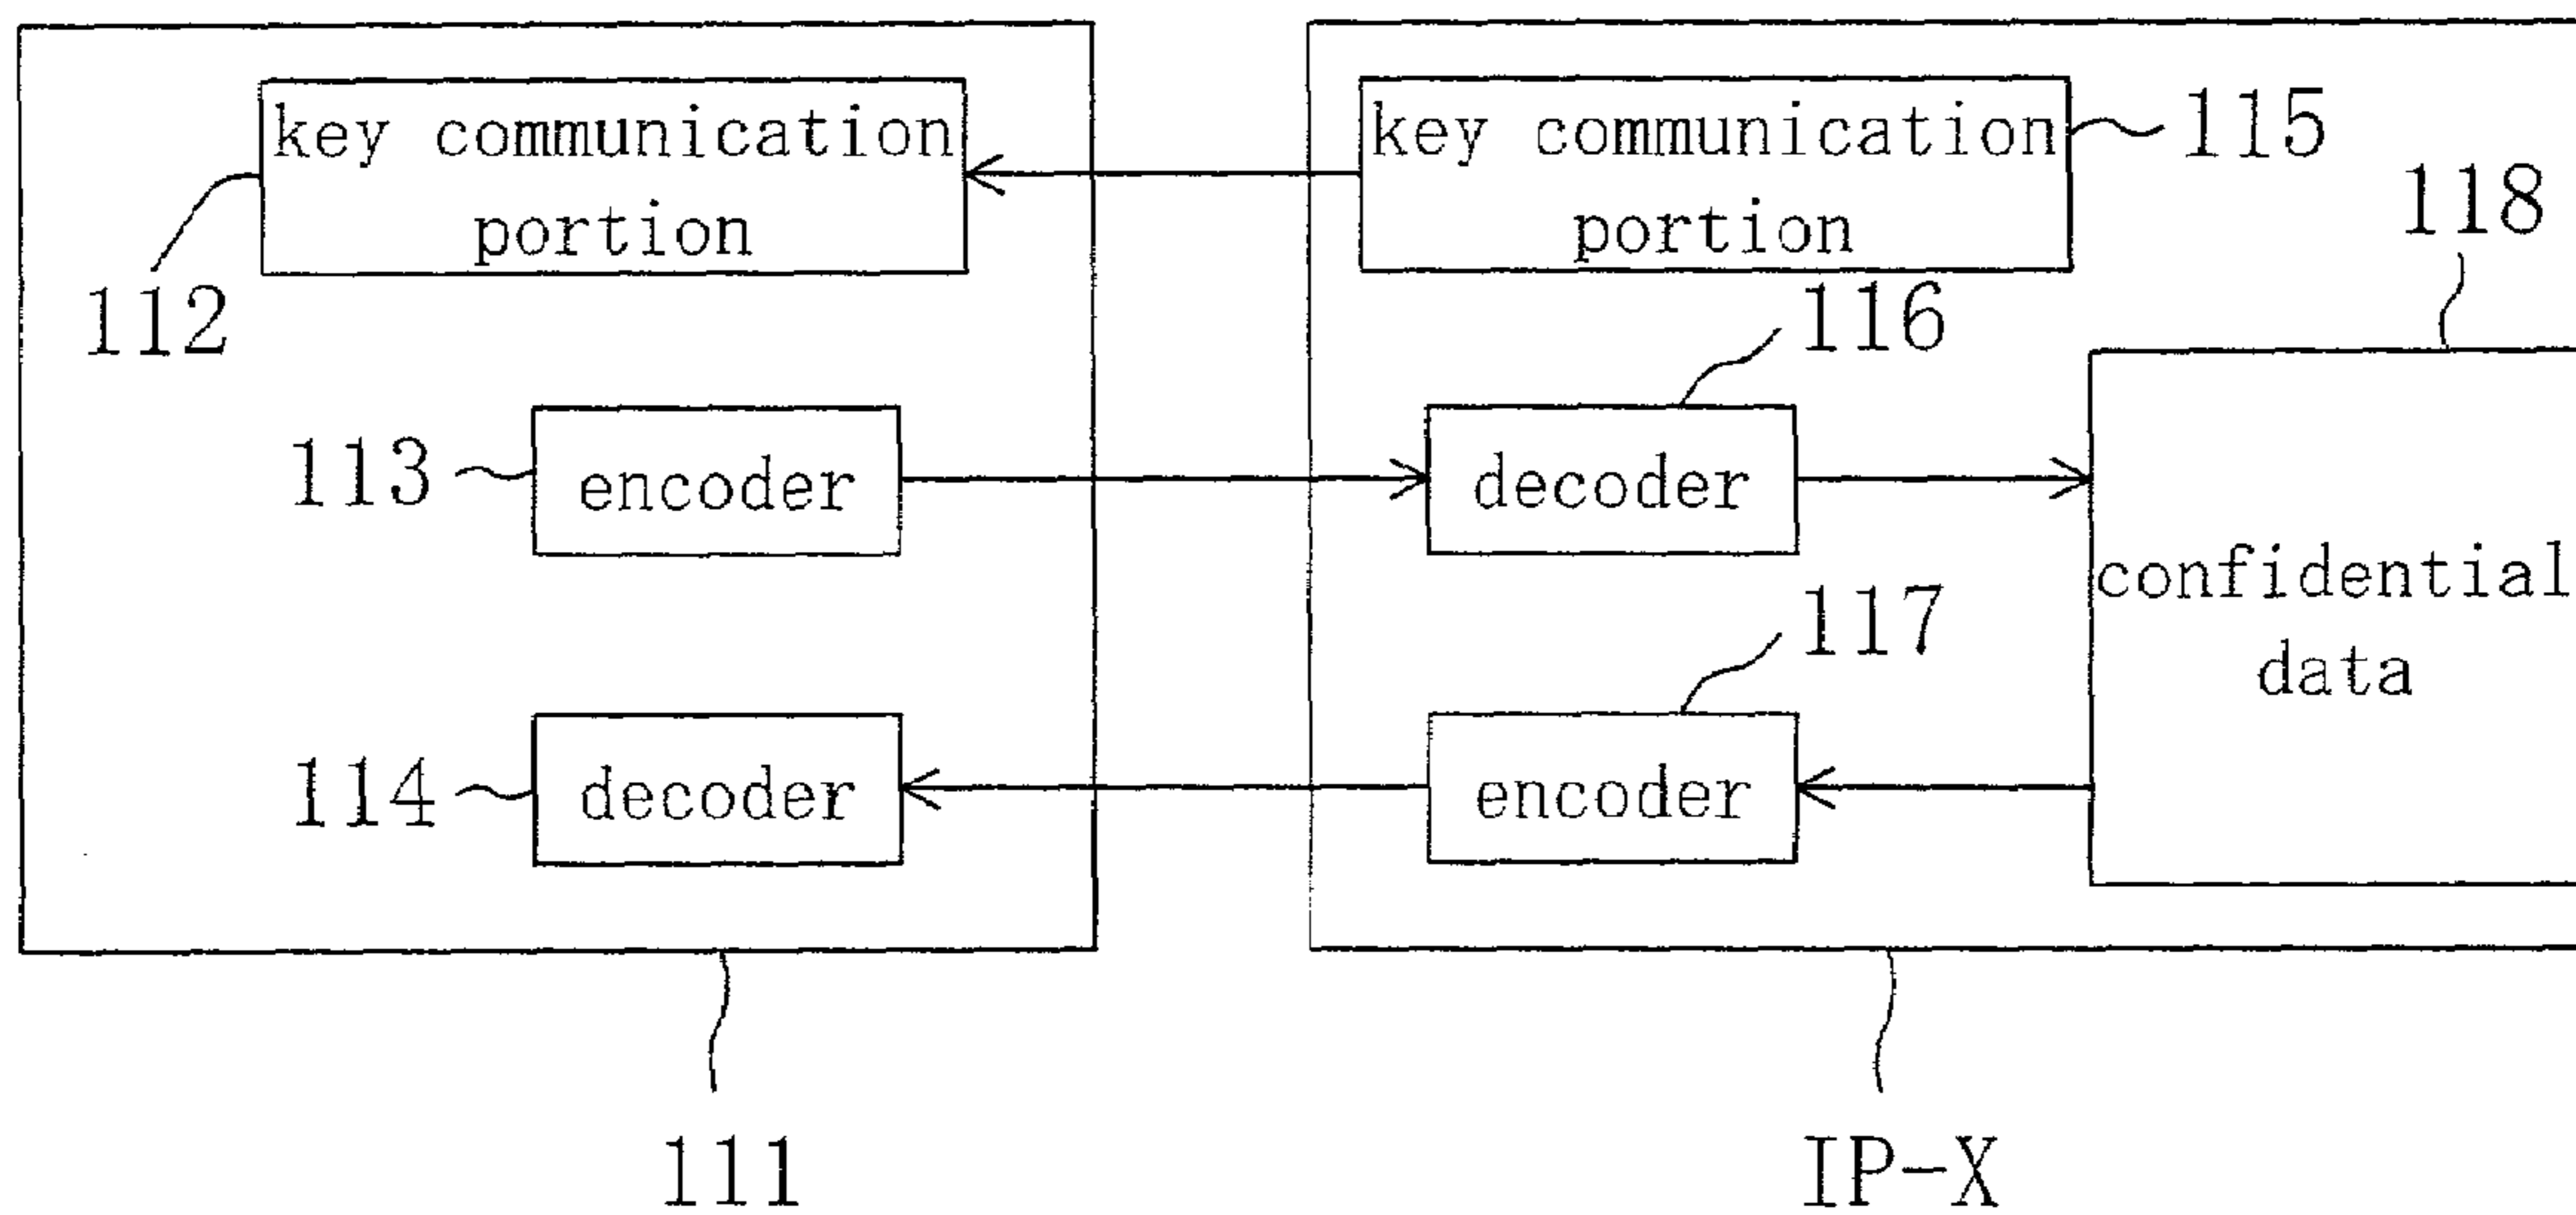 key communication
portion
112
key communication
portion
115
118
116
113
encoder
decoder
confidential
data
117
114
decoder
encoder
111
IP-X